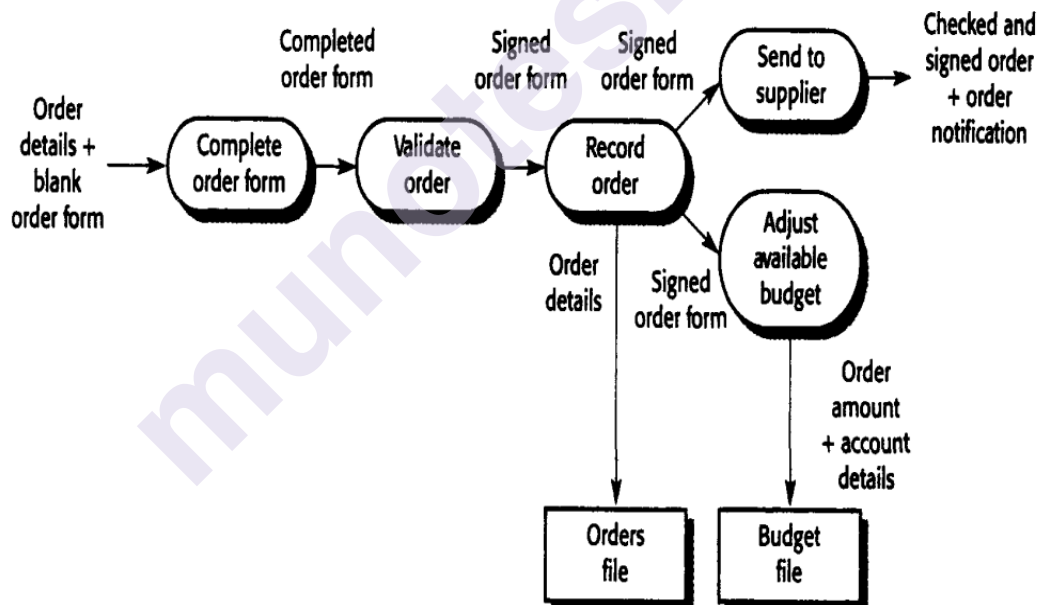 Completed
order form
Signed
order form
Signed
order form
Send to
supplier
Checked and
signed order
+ order
notification
Order
details +
blank
order form
Complete
order form
Validate
order
Record
order
Adjust
available
budget
Order
details
Signed
order form
Order
amount
+ account
details
Orders
file
Budget
file
munotes